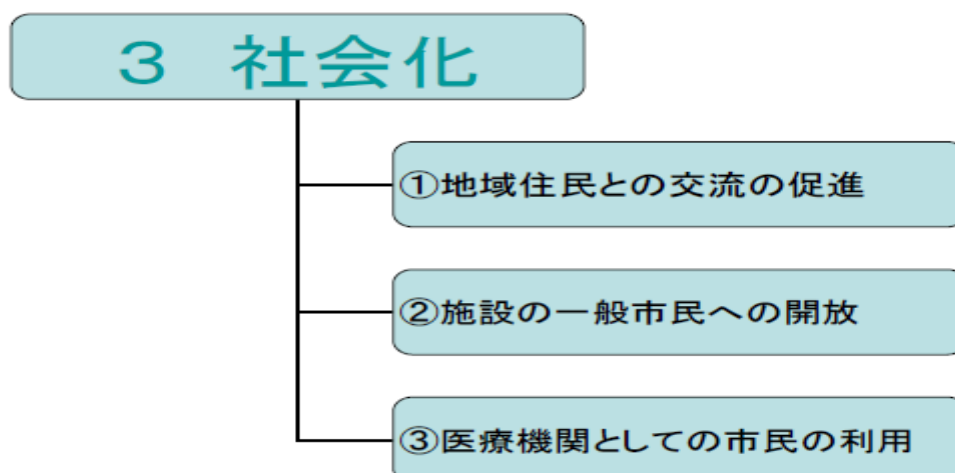 3 社会化
①地域住民との交流の促進
②施設の一般市民への開放
③医療機関としての市民の利用